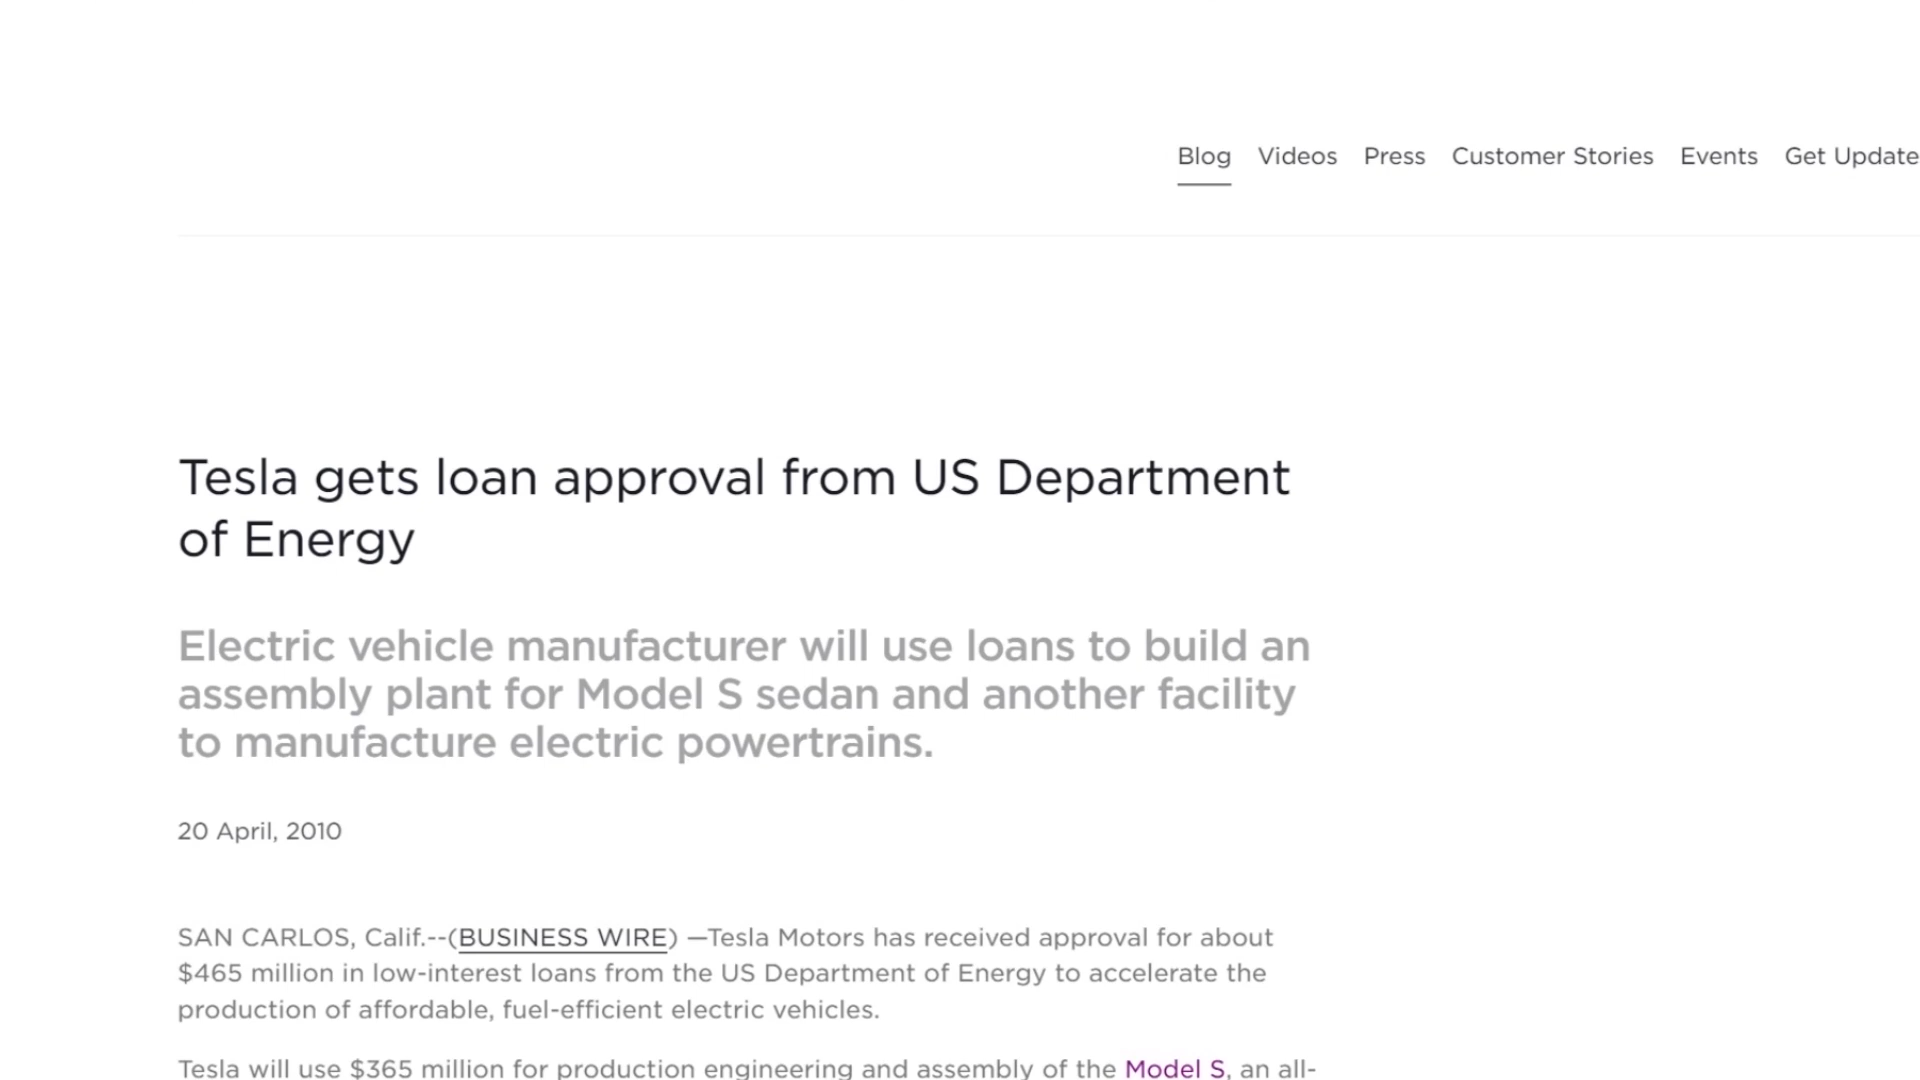 Blog Videos Press Customer Stories Events Get Update
Tesla gets loan approval from US Department
of Energy
Electric vehicle manufacturer will use loans to build an
assembly plant for Model S sedan and another facility
to manufacture electric powertrains.
20 April, 2010
SAN CARLOS, Calif.--(BUSINESS WIRE) —Tesla Motors has received approval for about
$465 million in low-interest loans from the US Department of Energy to accelerate the
production of affordable, fuel-efficient electric vehicles.
Tesla will use $365 million for production engineering and assembly of the Model S, an all-